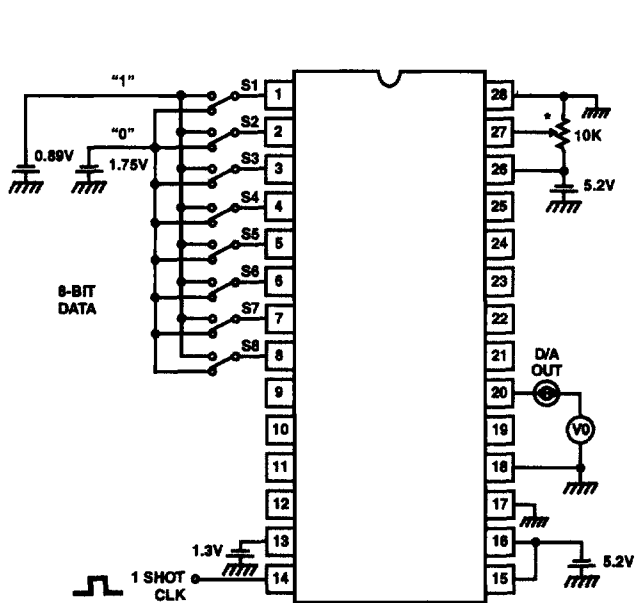 "1"
"0"
0.89V
1.75V
8-BIT
DATA
S1
S2
S3
S4
S5
S6
S7
S8
1
2
3
4
5
6
7
8
9
10
11
12
13
14
1.3V
1 SHOT
CLK
28
27
26
25
24
23
22
21
20
19
18
17
16
15
*
10K
5.2V
D/A
OUT
V0
5.2V